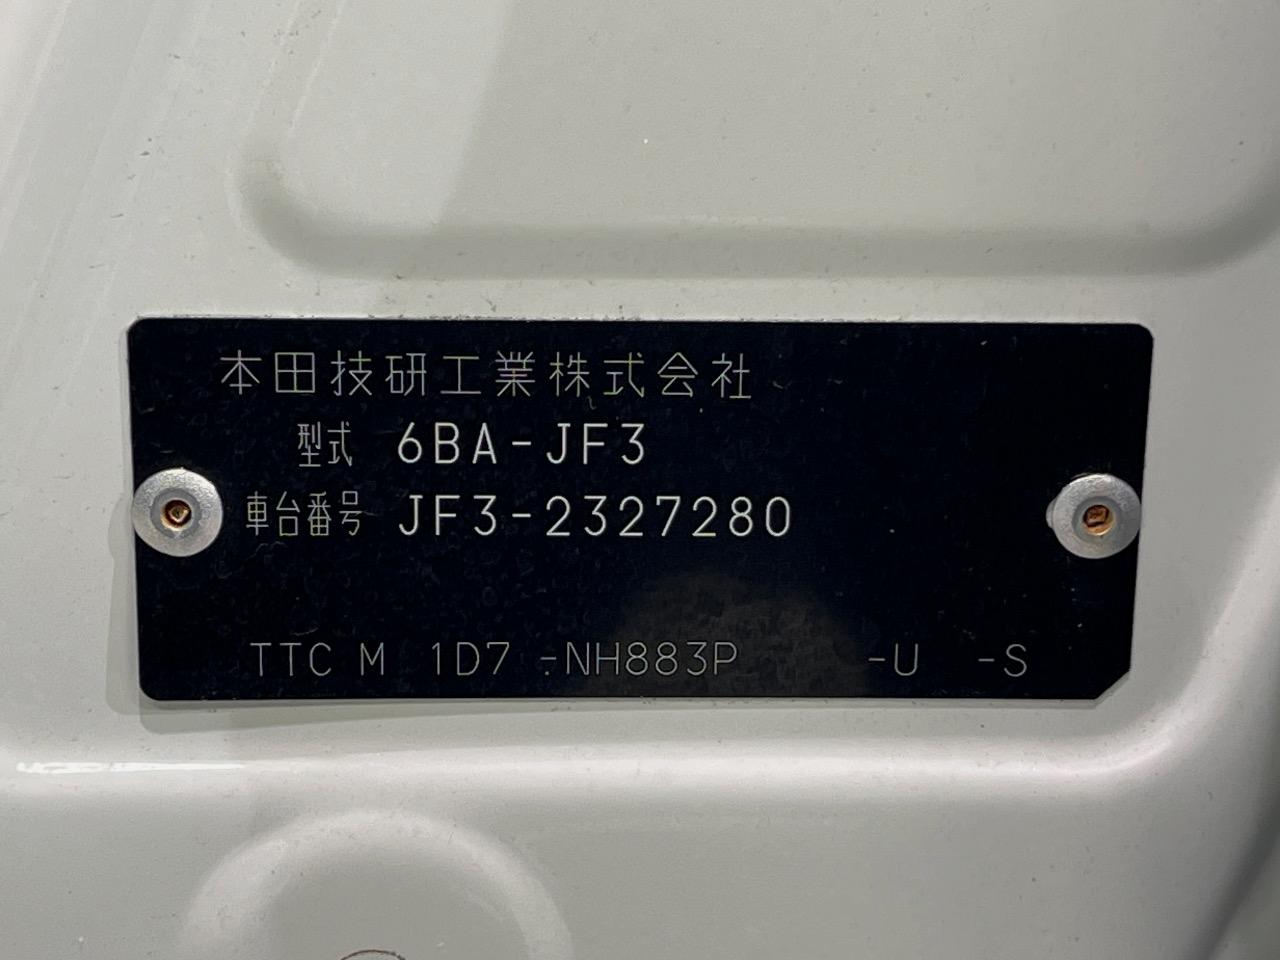 本田技研工業株式会社
型式 6BA-JF3
車台番号 JF3-2327280
TTC M 1D7 -NH883P -U -S